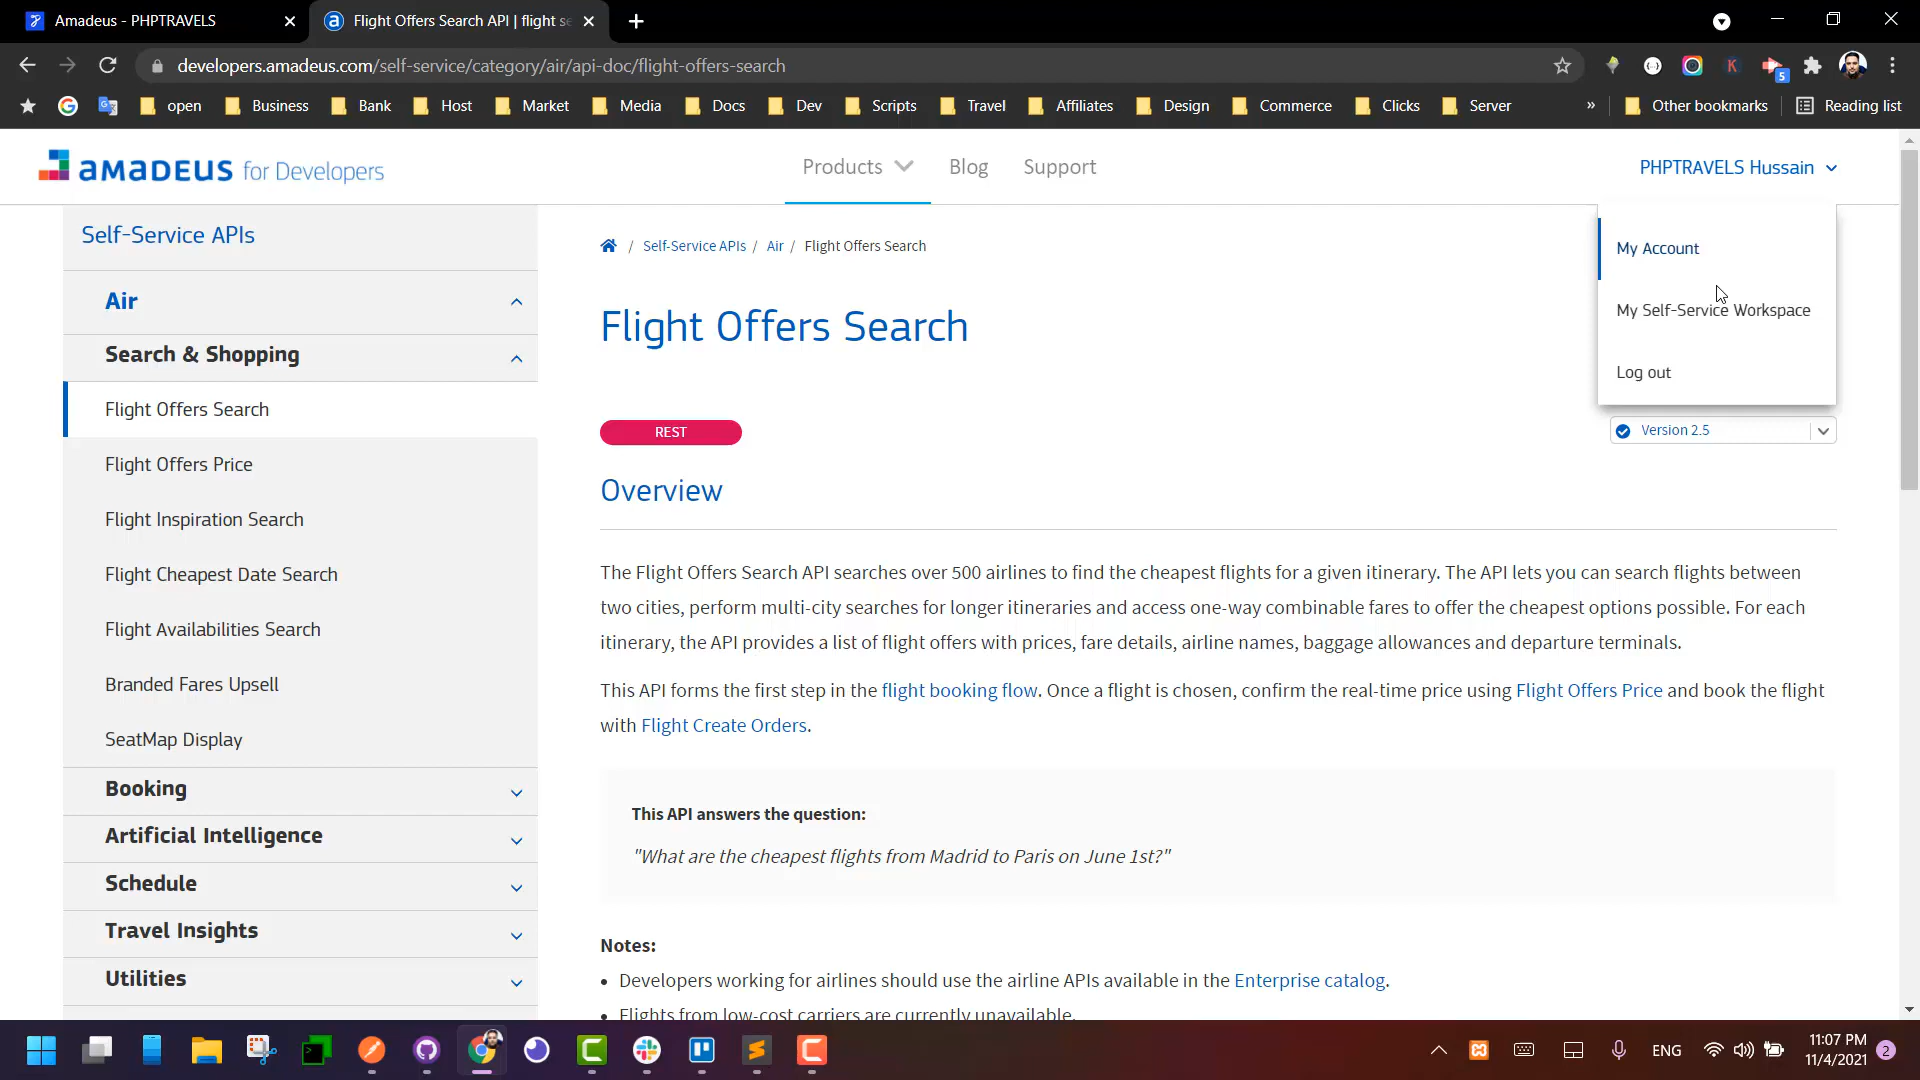 Amadeus - PHPTRAVELS
Flight Offers Search API | flight se
developers.amadeus.com/self-service/category/air/api-doc/flight-offers-search
5
open
Business
Bank
Host
Market
Media
Docs
Dev
Scripts
Travel
Affiliates
Design
Commerce
Clicks
Server
»
Other bookmarks
Reading list
amadeus for Developers
Products
Blog
Support
PHPTRAVELS Hussain
My Account
My Self-Service Workspace
Log out
Self-Service APIs
Air
Search & Shopping
Flight Offers Search
Flight Offers Price
Flight Inspiration Search
Flight Cheapest Date Search
Flight Availabilities Search
Branded Fares Upsell
SeatMap Display
Booking
Artificial Intelligence
Schedule
Travel Insights
Utilities
/ Self-Service APIs / Air / Flight Offers Search
Flight Offers Search
REST
Version 2.5
Overview
The Flight Offers Search API searches over 500 airlines to find the cheapest flights for a given itinerary. The API lets you can search flights between
two cities, perform multi-city searches for longer itineraries and access one-way combinable fares to offer the cheapest options possible. For each
itinerary, the API provides a list of flight offers with prices, fare details, airline names, baggage allowances and departure terminals.
This API forms the first step in the flight booking flow. Once a flight is chosen, confirm the real-time price using Flight Offers Price and book the flight
with Flight Create Orders.
This API answers the question:
"What are the cheapest flights from Madrid to Paris on June 1st?"
Notes:
• Developers working for airlines should use the airline APIs available in the Enterprise catalog.
• Flights from low-cost carriers are currently unavailable.
ENG
11:07 PM
11/4/2021
2